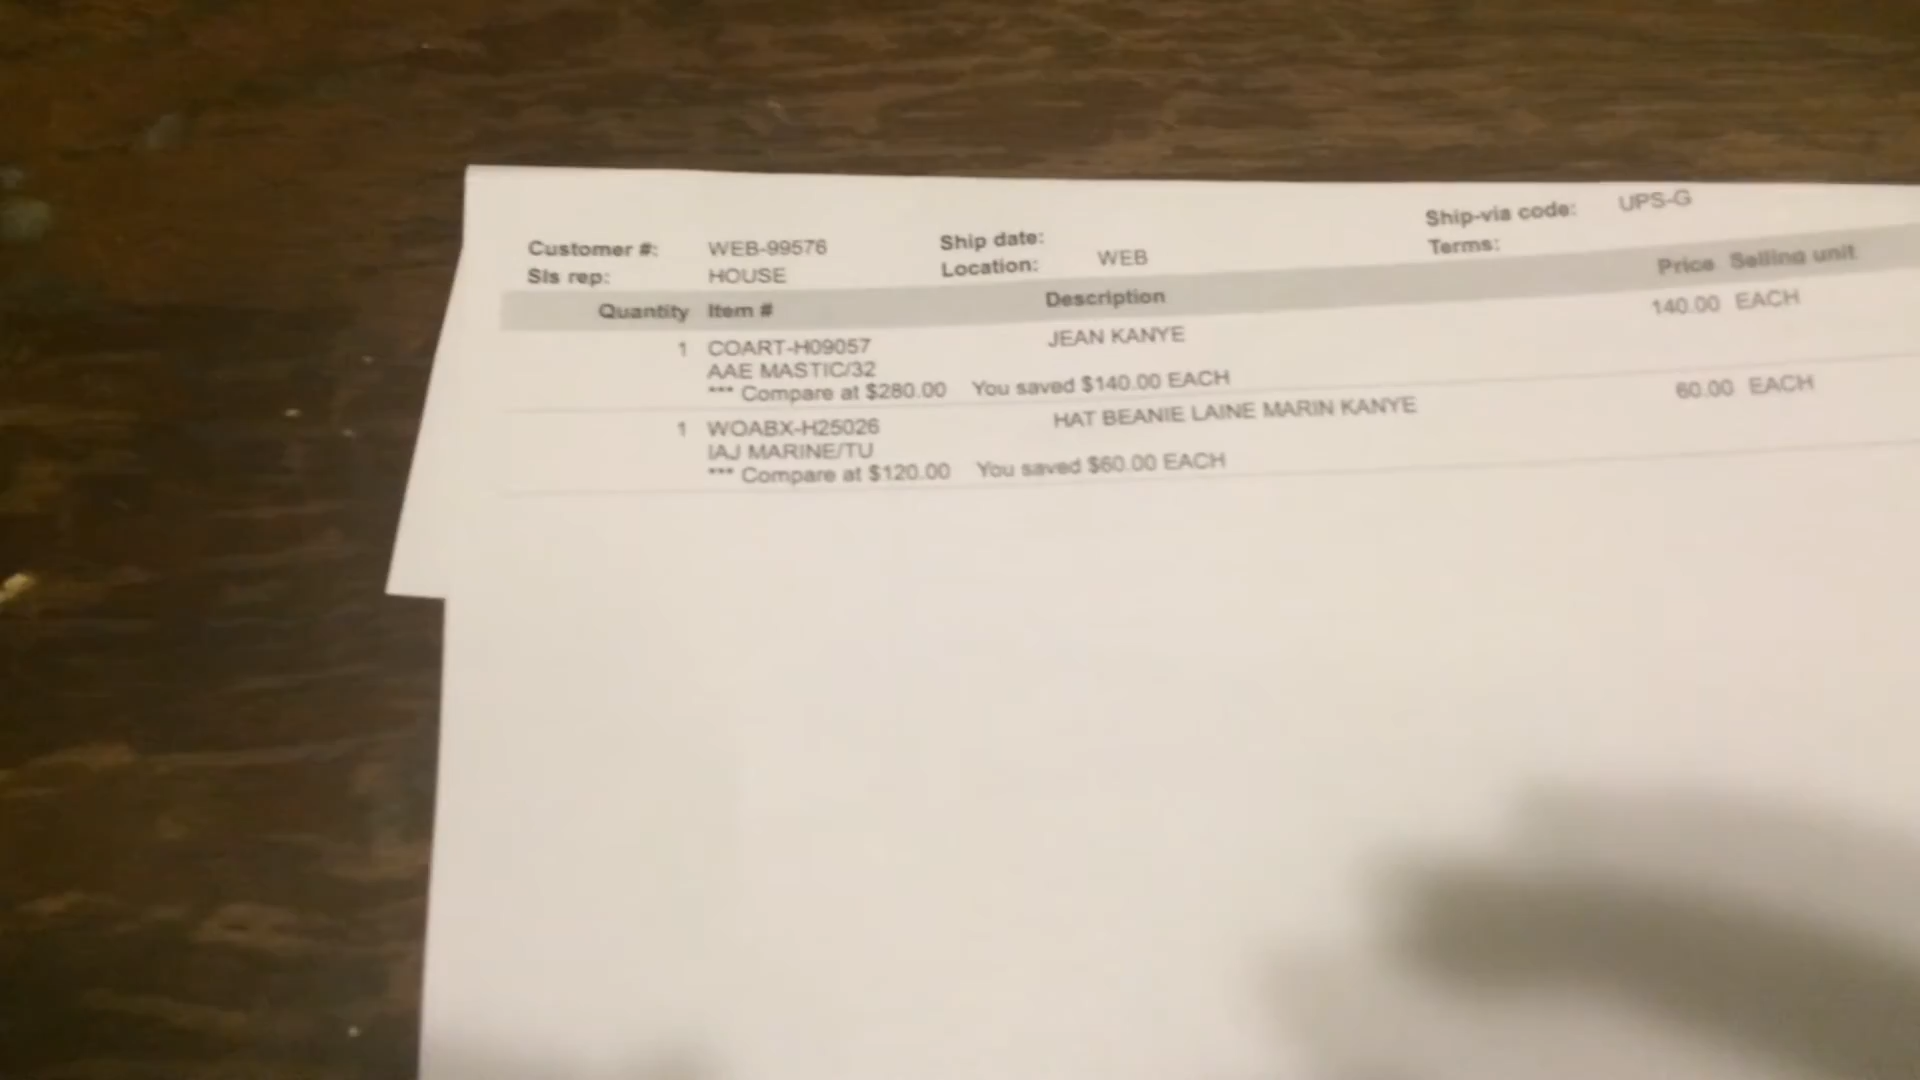 Customer #: WEB-99576 Ship date: Ship-via code: UPS-G
Sls rep: HOUSE Location: WEB Terms:
Quantity Item # Description Price Selling unit
1 COART-H09057 JEAN KANYE 140.00 EACH
AAE MASTIC/32
*** Compare at $280.00 You saved $140.00 EACH
1 WOABX-H25026 HAT BEANIE LAINE MARIN KANYE 60.00 EACH
IAJ MARINE/TU
*** Compare at $120.00 You saved $60.00 EACH